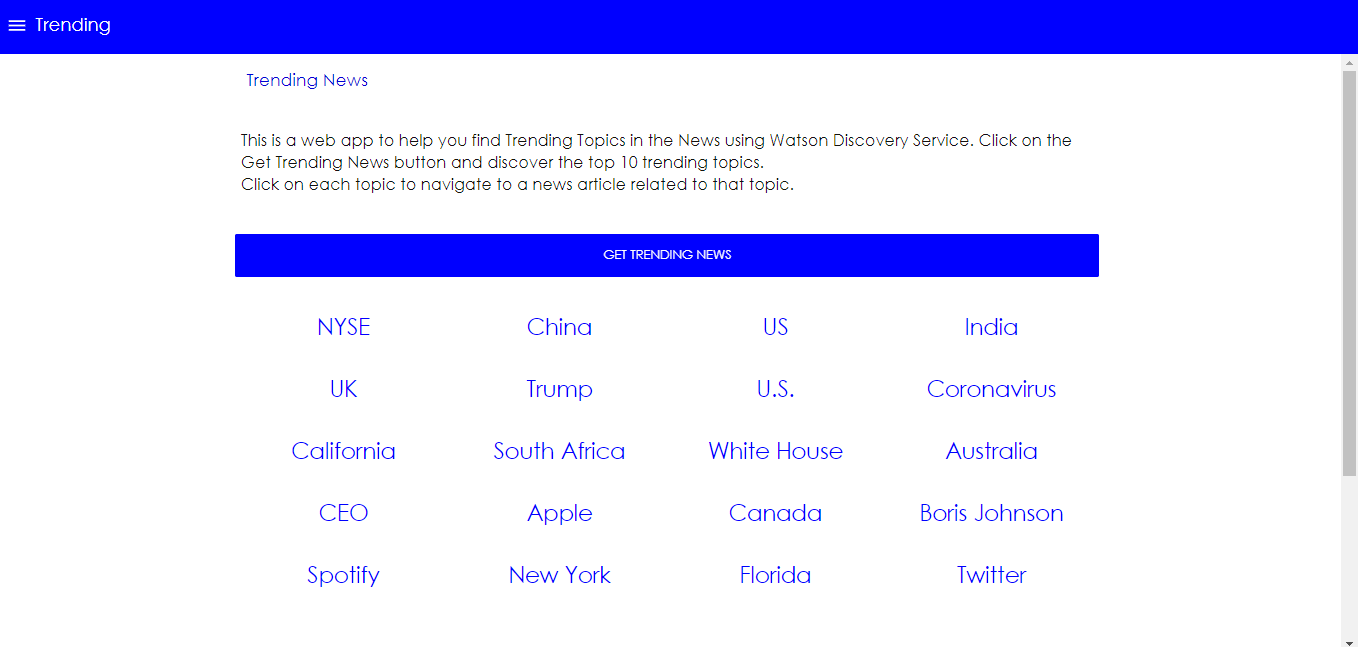 Trending
Trending News
This is a web app to help you find Trending Topics in the News using Watson Discovery Service. Click on the
Get Trending News button and discover the top 10 trending topics.
Click on each topic to navigate to a news article related to that topic.
GET TRENDING NEWS
NYSE China US India
UK Trump U.S. Coronavirus
California South Africa White House Australia
CEO Apple Canada Boris Johnson
Spotify New York Florida Twitter